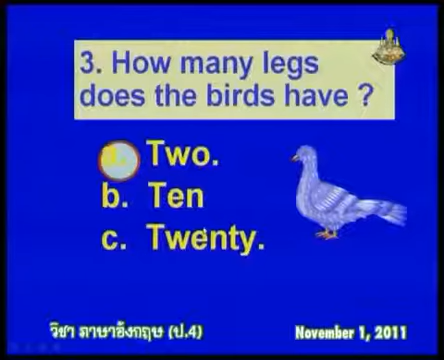 3. How many legs
does the birds have ?
a. Two.
b. Ten
c. Twenty.
วิชา ภาษาอังกฤษ (ป.4)
November 1, 2011